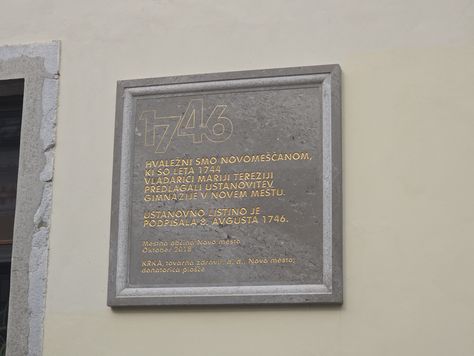 1746
HVALEŽNI SMO NOVOMEŠČANOM,
KI SO LETA 1744
VLADARICI MARIJI TEREZIJI
PREDLAGALI USTANOVITEV
GIMNAZIJE V NOVEM MESTU.
USTANOVNO LISTINO JE
PODPISALA 8. AVGUSTA 1746.
Mestna občina Novo mesto
Oktober 2018
KRKA, tovarna zdravil, d. d., Novo mesto,
donatorica plošče